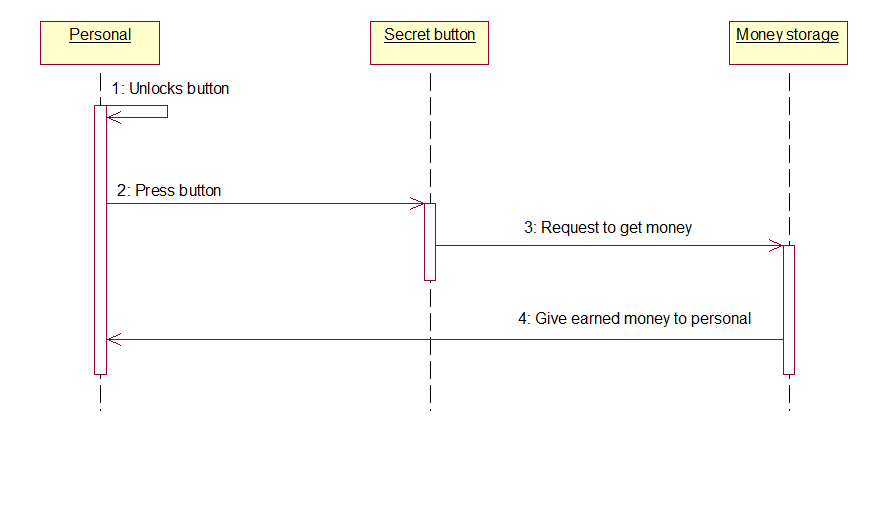 Personal
Secret button
Money storage
1: Unlocks button
2: Press button
3: Request to get money
4: Give earned money to personal